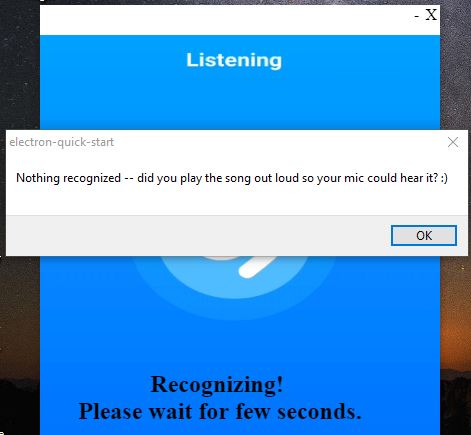 - X
Listening
electron-quick-start
Nothing recognized -- did you play the song out loud so your mic could hear it? :)
OK
Recognizing!
Please wait for few seconds.